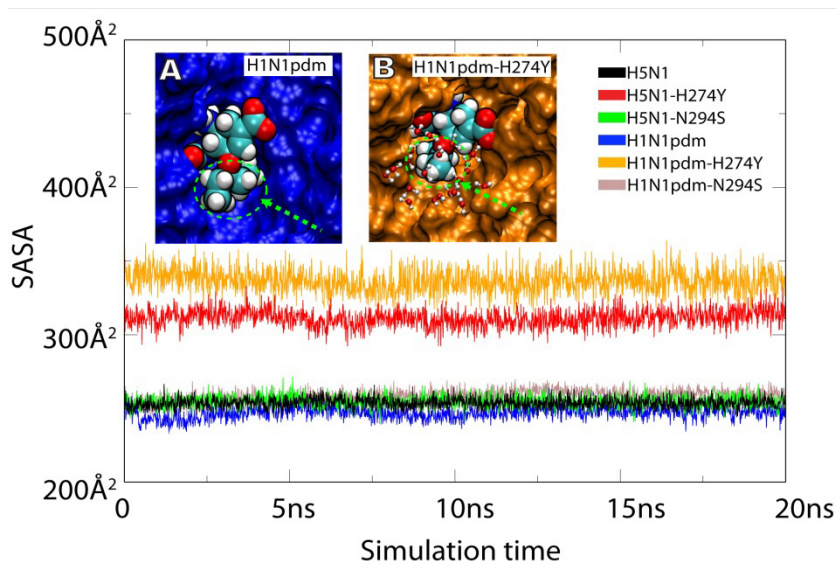 500Å²
A
H1N1pdm
B
H1N1pdm-H274Y
H5N1
H5N1-H274Y
H5N1-N294S
H1N1pdm
H1N1pdm-H274Y
H1N1pdm-N294S
400Å²
SASA
300Å²
200Å²
0
5ns
10ns
15ns
20ns
Simulation time